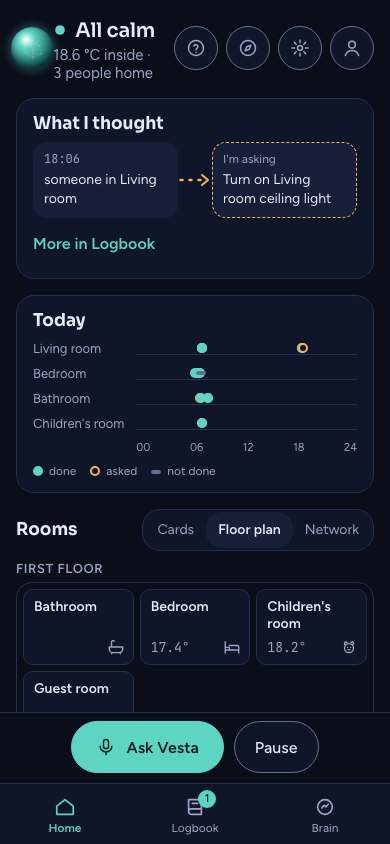 All calm
18.6 °C inside ·
3 people home
What I thought
18:06
someone in Living
room
I'm asking
Turn on Living
room ceiling light
More in Logbook
Today
Living room
Bedroom
Bathroom
Children's room
00 06 12 18 24
done asked not done
Rooms
Cards Floor plan Network
FIRST FLOOR
Bathroom
Bedroom
17.4°
Children's
room
18.2°
Guest room
Ask Vesta
Pause
Home
Logbook
1
Brain